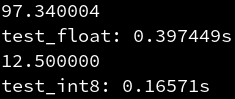 97.340004
test_float: 0.397449s
12.500000
test_int8: 0.16571s